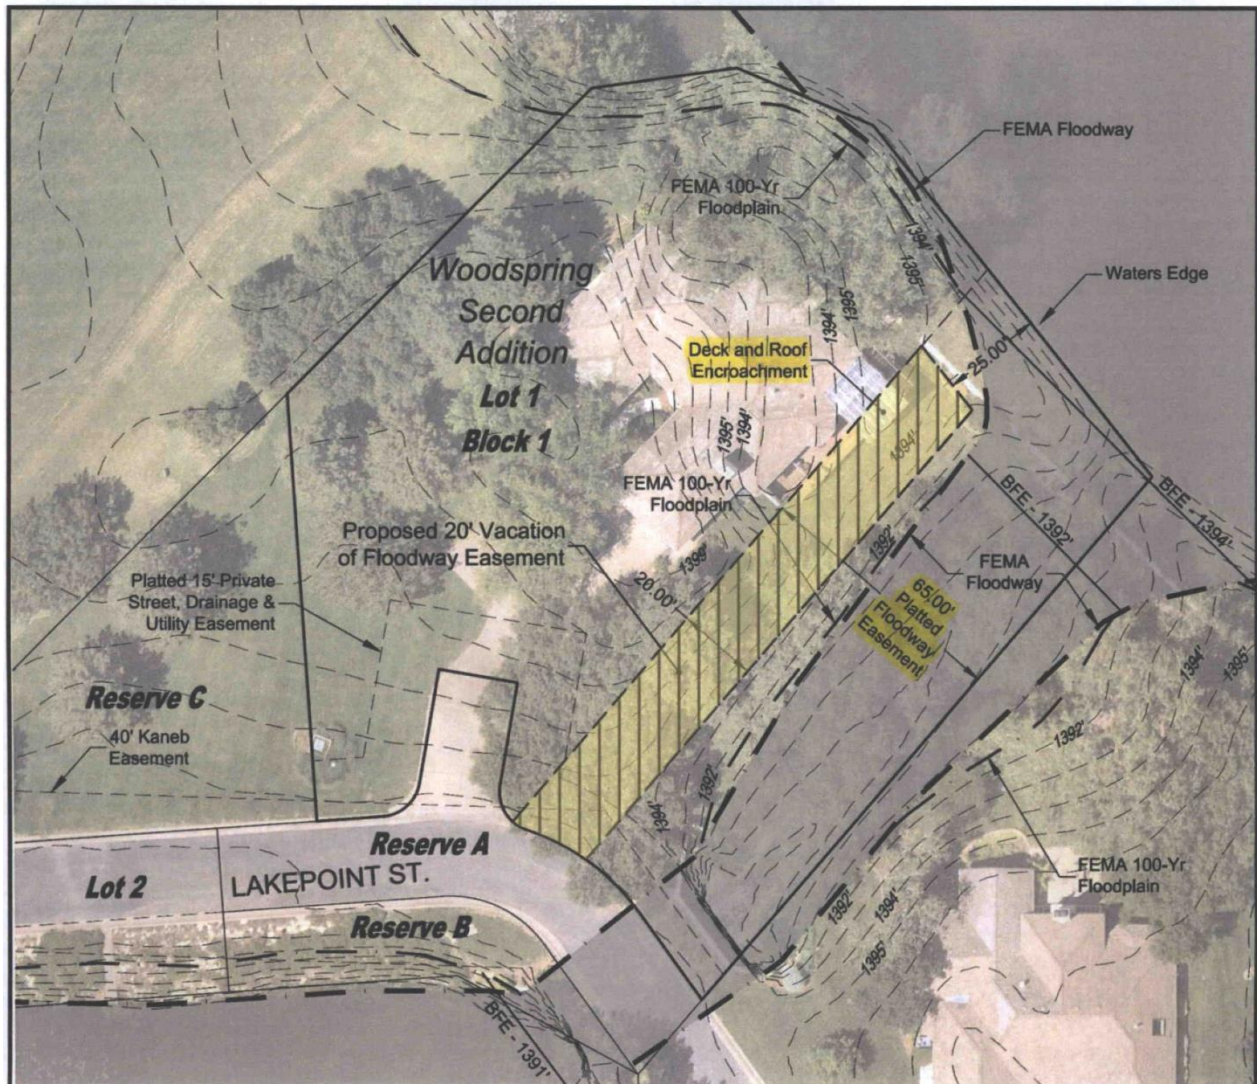 FEMA Floodway
FEMA 100-Yr
Floodplain
1394'
1395'
Waters Edge
Woodspring
Second
Addition
Lot 1
Block 1
1394'
1395'
Deck and Roof
Encroachment
25.00'
1395'
1394'
1394'
FEMA 100-Yr
Floodplain
BFE - 1392'
BFE - 1394'
Proposed 20' Vacation
of Floodway Easement
20.00'
1392'
FEMA
Floodway
Platted 15' Private
Street, Drainage &
Utility Easement
65.00'
Platted
Floodway
Easement
Reserve C
40' Kaneb
Easement
1394'
1395'
1392'
1392'
1394'
Reserve A
Lot 2
LAKEPOINT ST.
Reserve B
FEMA 100-Yr
Floodplain
1392'
1394'
1395'
BFE - 1391'